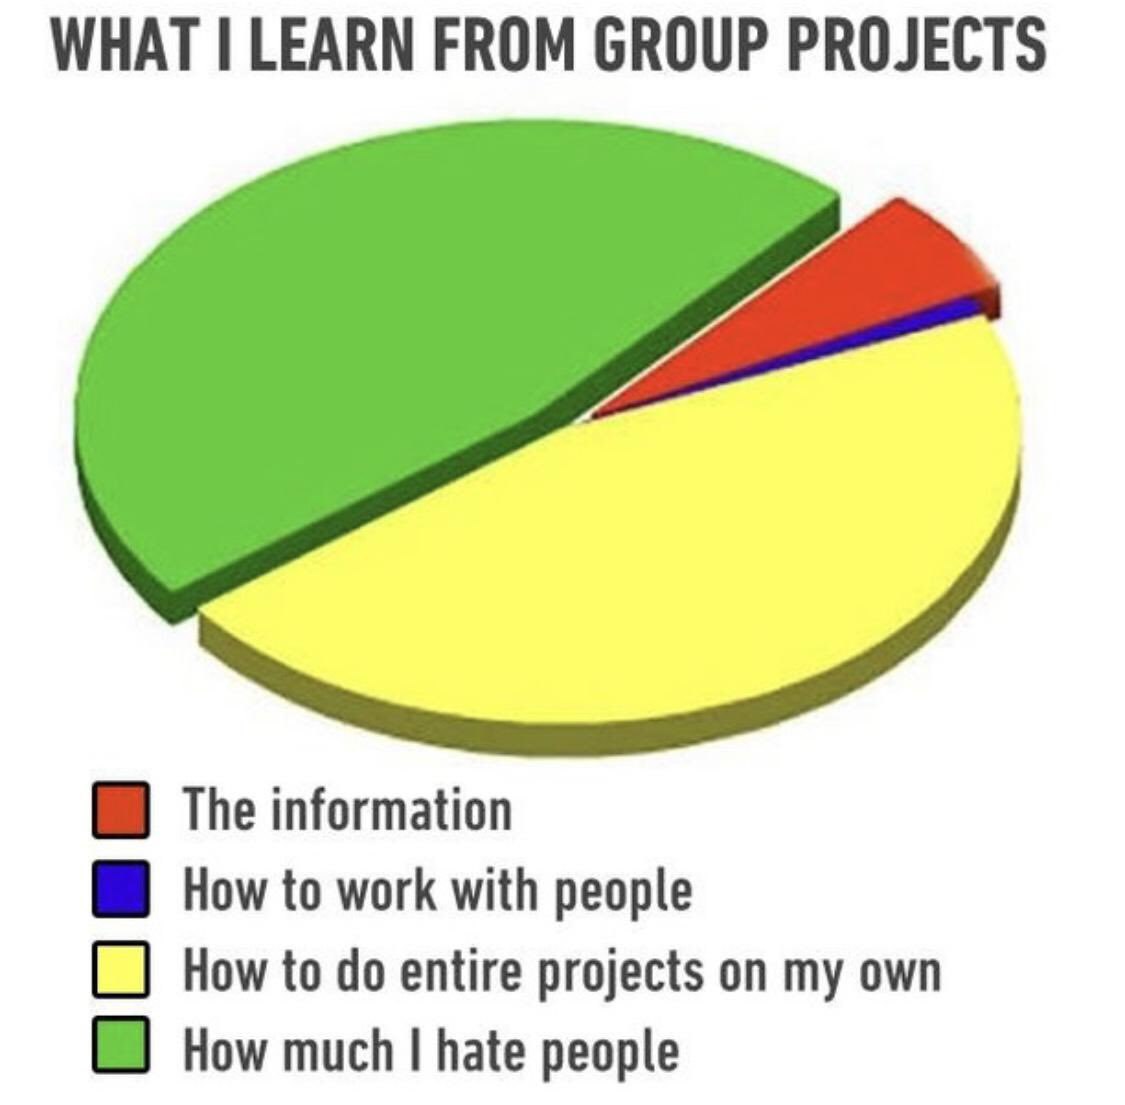 WHAT I LEARN FROM GROUP PROJECTS
The information
How to work with people
How to do entire projects on my own
How much I hate people